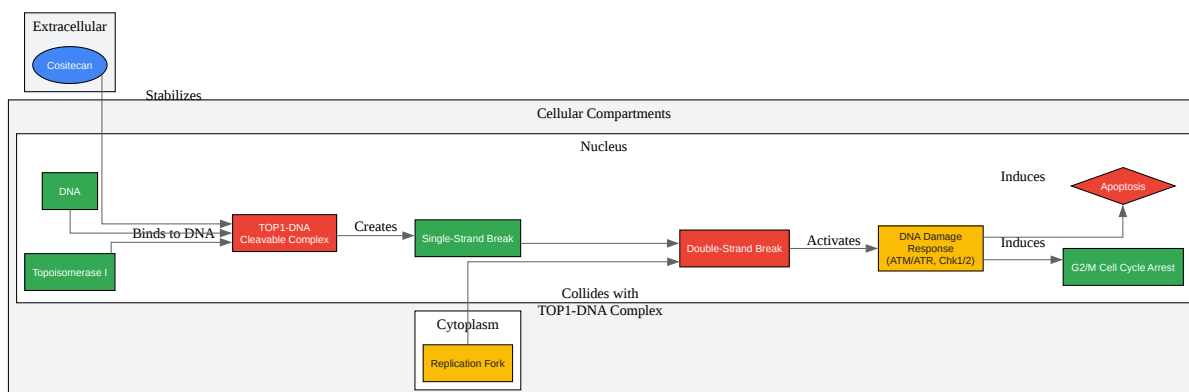 Extracellular
Cositecan
Stabilizes
Cellular Compartments
Nucleus
DNA
Binds to DNA
Topoisomerase I
TOP1-DNA
Cleavable Complex
Creates
Single-Strand Break
Double-Strand Break
Activates
DNA Damage
Response
(ATM/ATR, Chk1/2)
Induces
Apoptosis
Induces
G2/M Cell Cycle Arrest
Collides with
TOP1-DNA Complex
Cytoplasm
Replication Fork